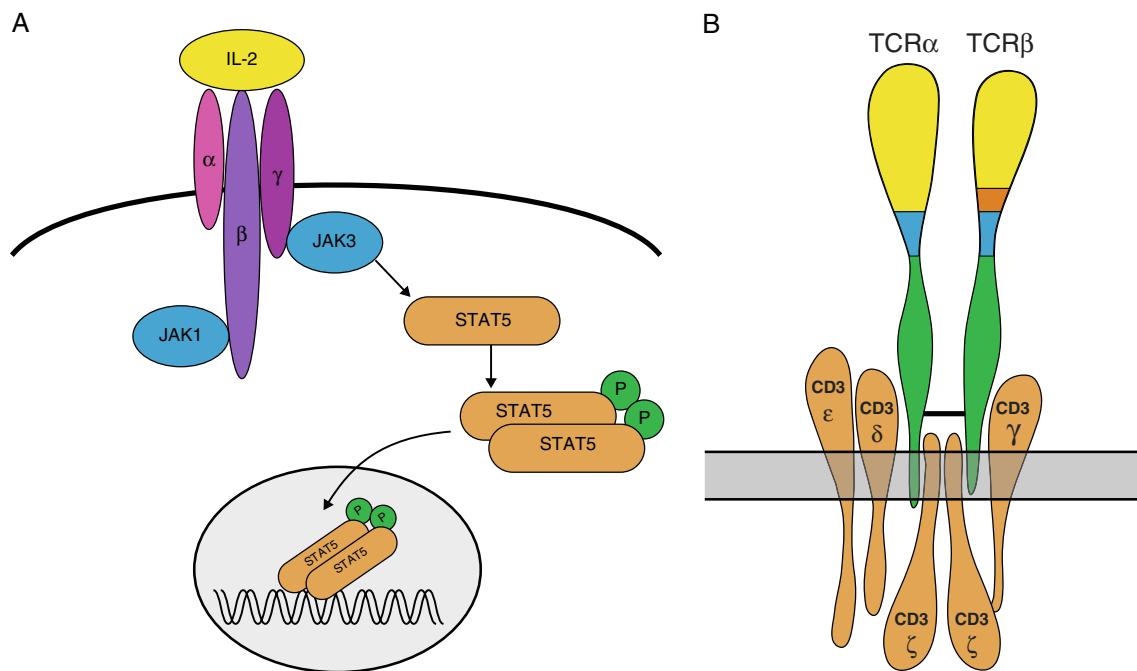 A
IL-2
α
β
γ
JAK3
JAK1
STAT5
STAT5
P
P
STAT5
P
P
STAT5
STAT5
B
TCRα
TCRβ
CD3
ε
CD3
δ
CD3
γ
CD3
ζ
CD3
ζ